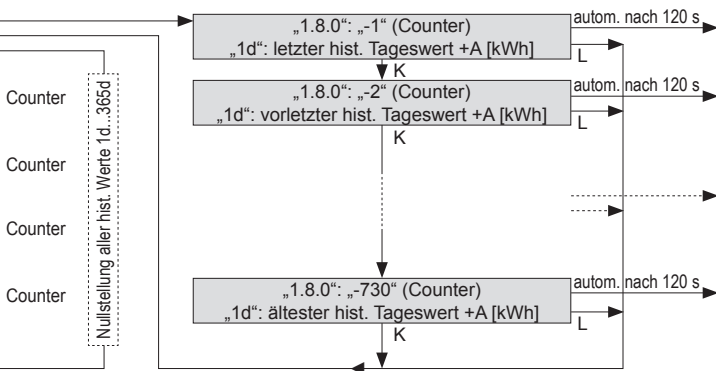 „1.8.0“: „-1“ (Counter)
„1d“: letzter hist. Tageswert +A [kWh]
autom. nach 120 s
L
K
„1.8.0“: „-2“ (Counter)
„1d“: vorletzter hist. Tageswert +A [kWh]
autom. nach 120 s
L
K
Counter
Counter
Counter
Counter
Nullstellung aller hist. Werte 1d...365d
„1.8.0“: „-730“ (Counter)
„1d“: ältester hist. Tageswert +A [kWh]
autom. nach 120 s
L
K